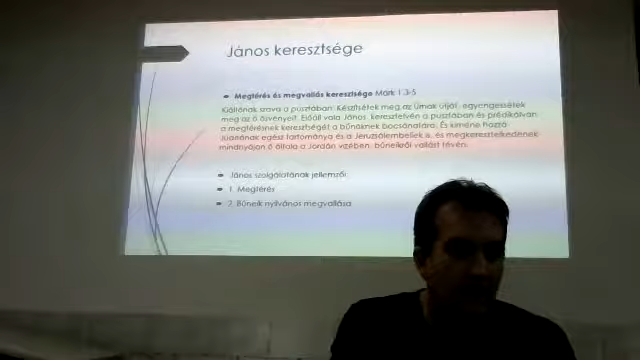 János keresztsége
Megtérés és megvallás keresztsége Márk 1:3-5
Kiáltónak szava a pusztában: Készítsétek meg az Úrnak útját, egyengessétek
meg az ő ösvényeit. Előáll vala János, keresztelvén a pusztában és prédikálván
a megtérésnek keresztségét a bűnöknek bocsánatára. És kiméne hozzá
Júdeának egész tartománya és a Jeruzsálembeliek is, és megkeresztelkedének
mindnyájan ő általa a Jordán vizében, bűneikről vallást tévén.
János szolgálatának jellemzői
1. Megtérés
2. Bűneik nyilvános megvallása